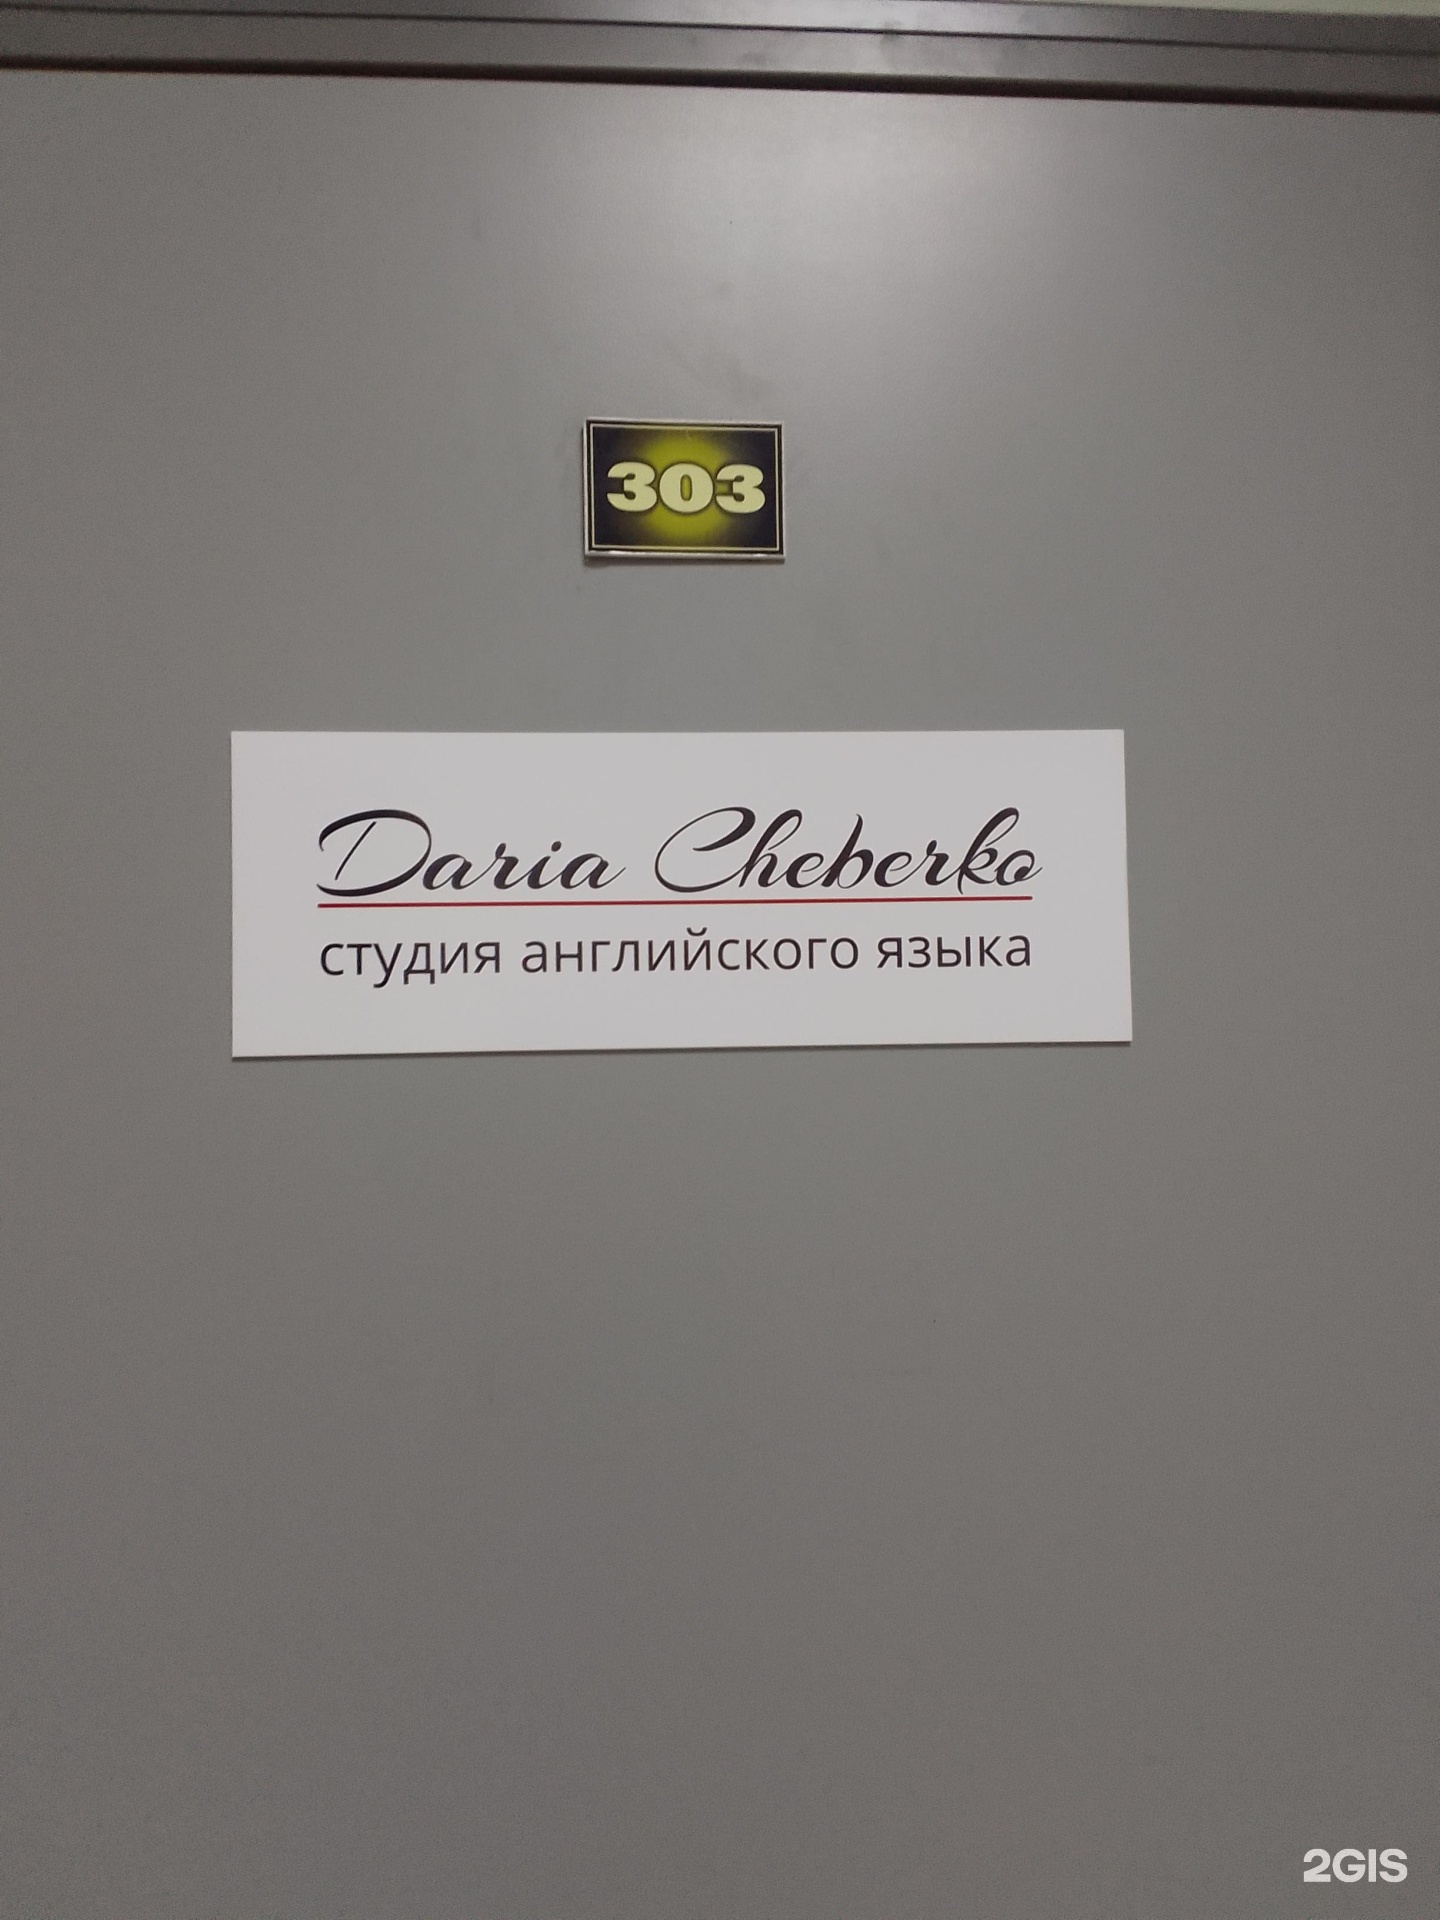 303
Daria Cheberko
студия английского языка
2GIS